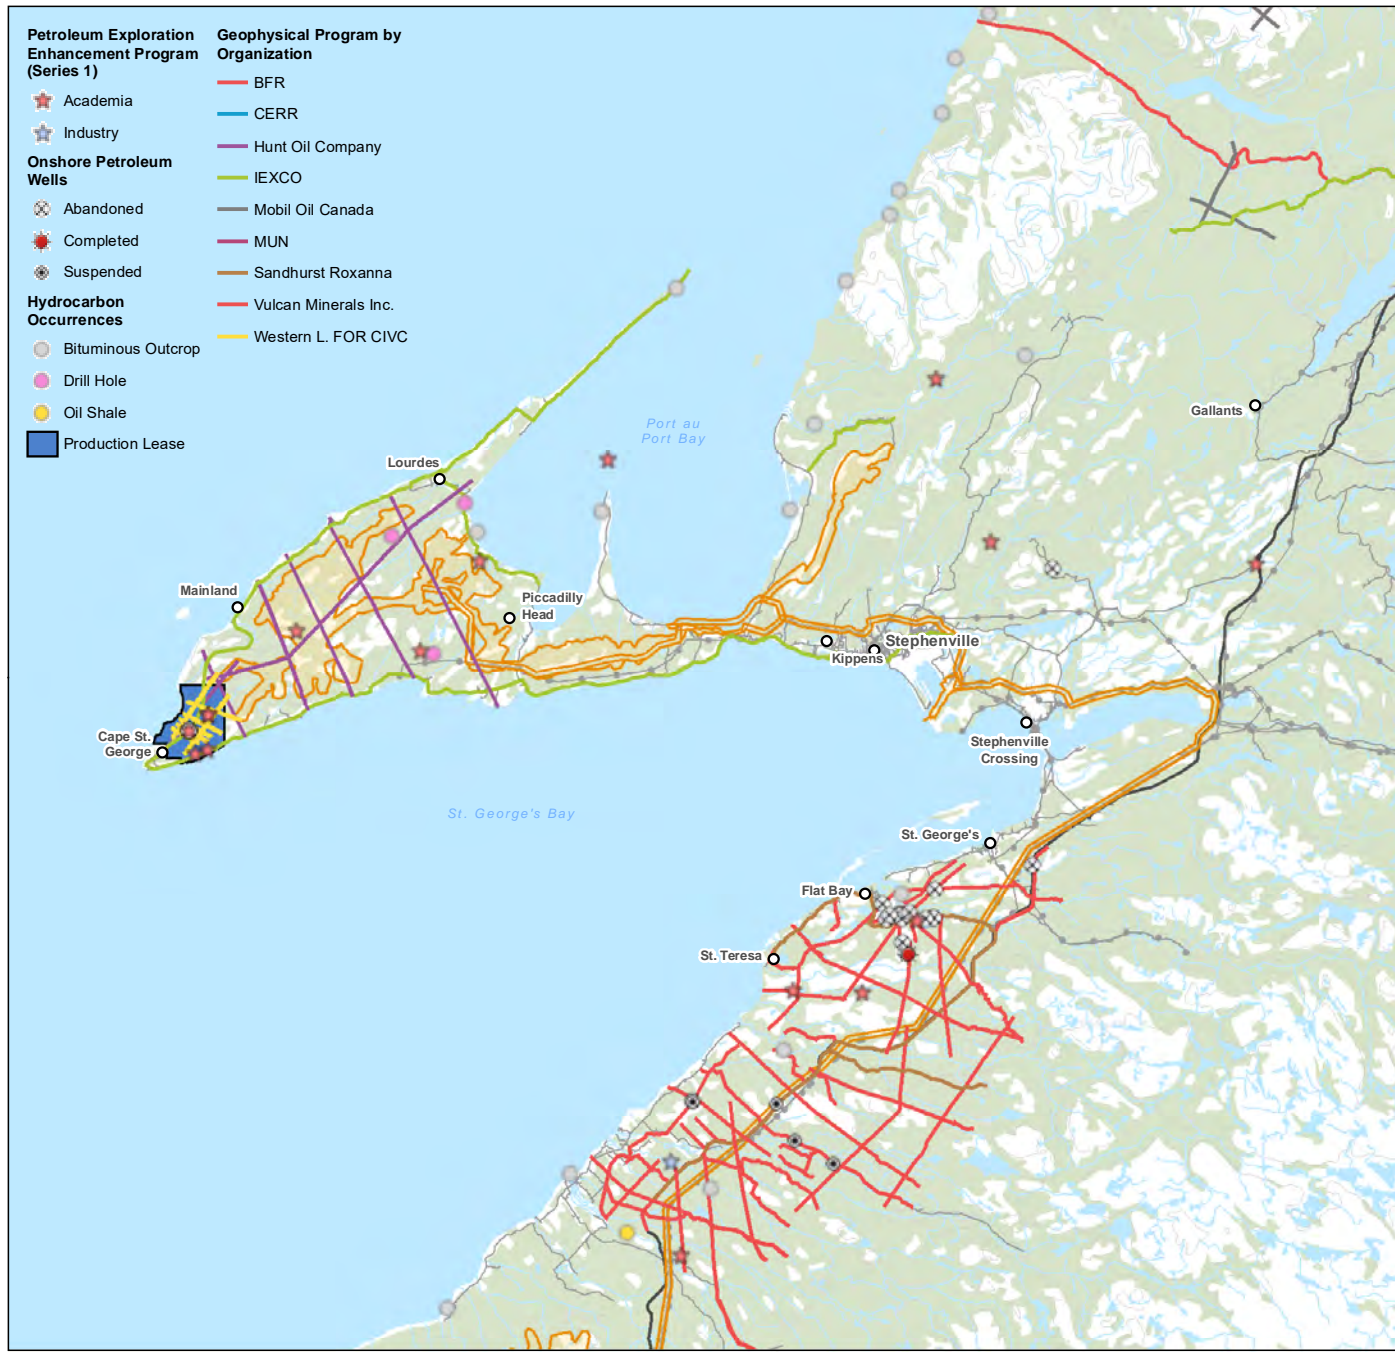 Petroleum Exploration
Enhancement Program
(Series 1)
Academia
Industry
Onshore Petroleum
Wells
Abandoned
Completed
Suspended
Hydrocarbon
Occurrences
Bituminous Outcrop
Drill Hole
Oil Shale
Production Lease
Geophysical Program by
Organization
BFR
CERR
Hunt Oil Company
IEXCO
Mobil Oil Canada
MUN
Sandhurst Roxanna
Vulcan Minerals Inc.
Western L. FOR CIVC
Port au
Port Bay
Gallants
Lourdes
Mainland
Piccadilly
Head
Stephenville
Kippens
Cape St.
George
Stephenville
Crossing
St. George's Bay
St. George's
Flat Bay
St. Teresa